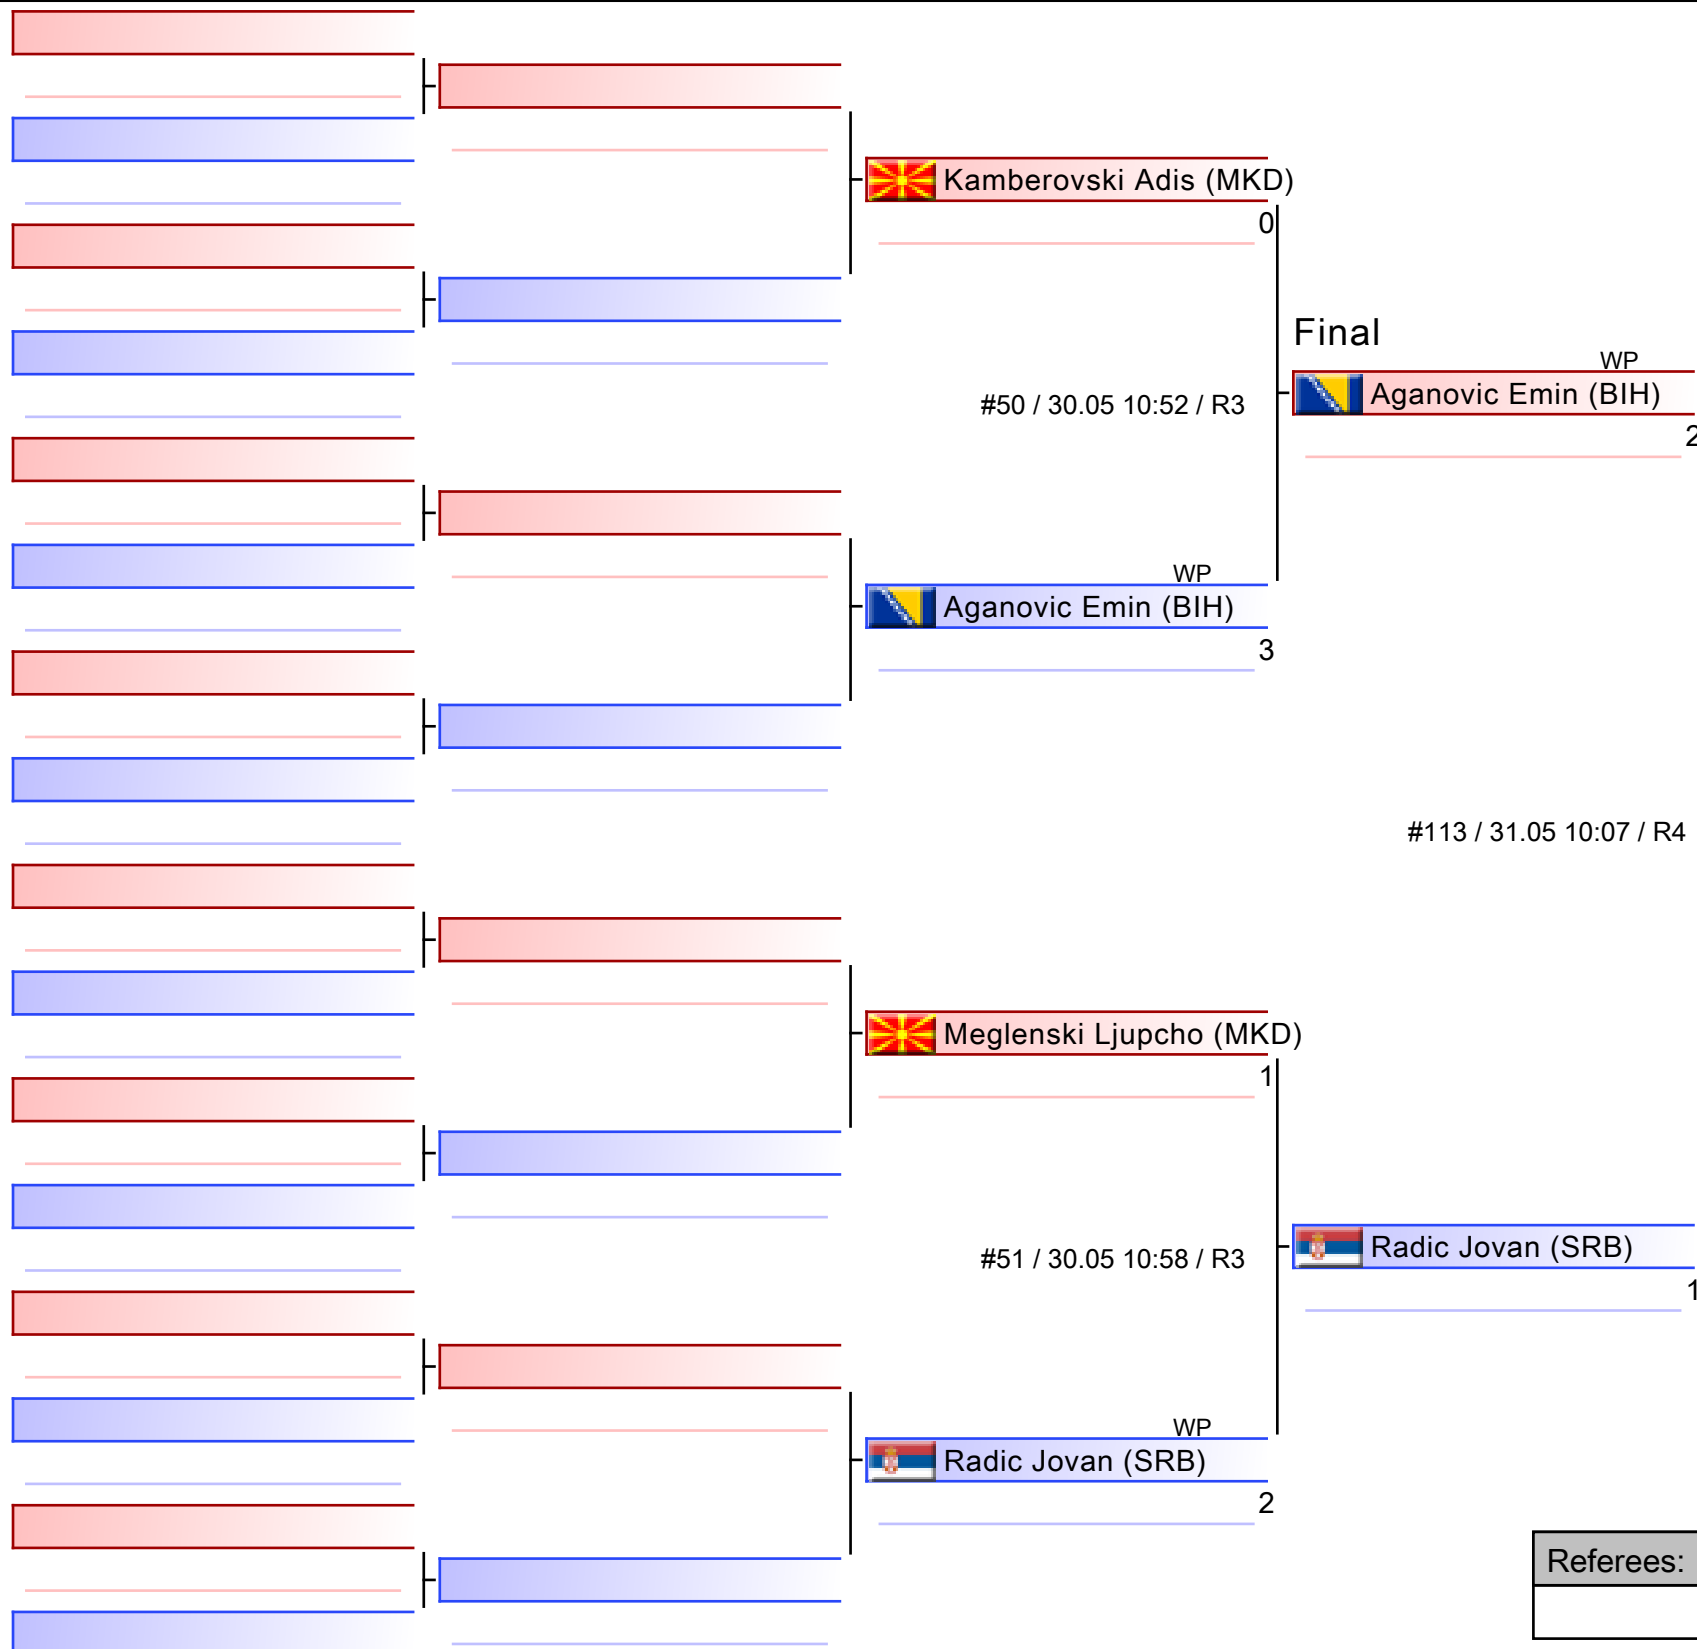 Kamberovski Adis (MKD)
0
Final
WP
#50 / 30.05 10:52 / R3
Aganovic Emin (BIH)
2
WP
Aganovic Emin (BIH)
3
#113 / 31.05 10:07 / R4
Meglenski Ljupcho (MKD)
1
#51 / 30.05 10:58 / R3
Radic Jovan (SRB)
1
WP
Radic Jovan (SRB)
2
Referees: